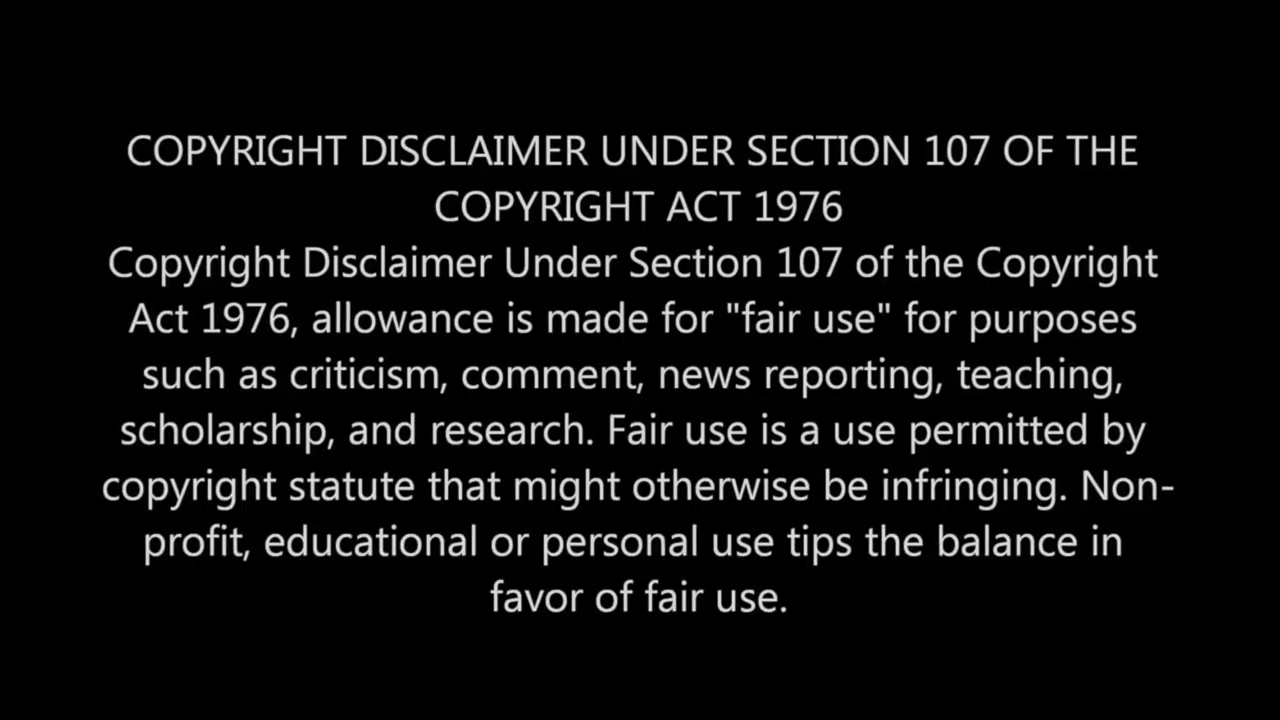 COPYRIGHT DISCLAIMER UNDER SECTION 107 OF THE
COPYRIGHT ACT 1976
Copyright Disclaimer Under Section 107 of the Copyright
Act 1976, allowance is made for "fair use" for purposes
such as criticism, comment, news reporting, teaching,
scholarship, and research. Fair use is a use permitted by
copyright statute that might otherwise be infringing. Non-
profit, educational or personal use tips the balance in
favor of fair use.